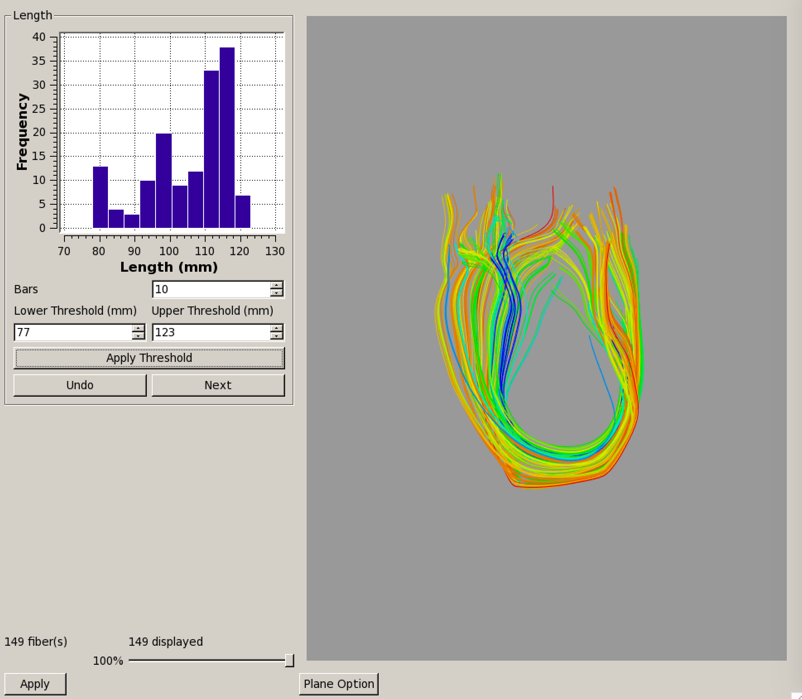 Length
40
35
30
25
20
15
10
5
0
Frequency
70 80 90 100 110 120 130
Length (mm)
Bars 10
Lower Threshold (mm) Upper Threshold (mm)
77 123
Apply Threshold
Undo Next
149 fiber(s) 149 displayed
100%
Apply Plane Option